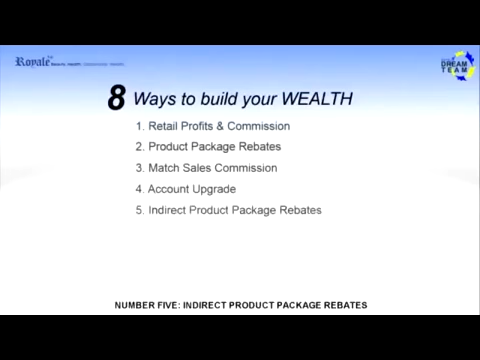 Royale
8 Ways to build your WEALTH
1. Retail Profits & Commission
2. Product Package Rebates
3. Match Sales Commission
4. Account Upgrade
5. Indirect Product Package Rebates
DREAM
TEAM
NUMBER FIVE: INDIRECT PRODUCT PACKAGE REBATES